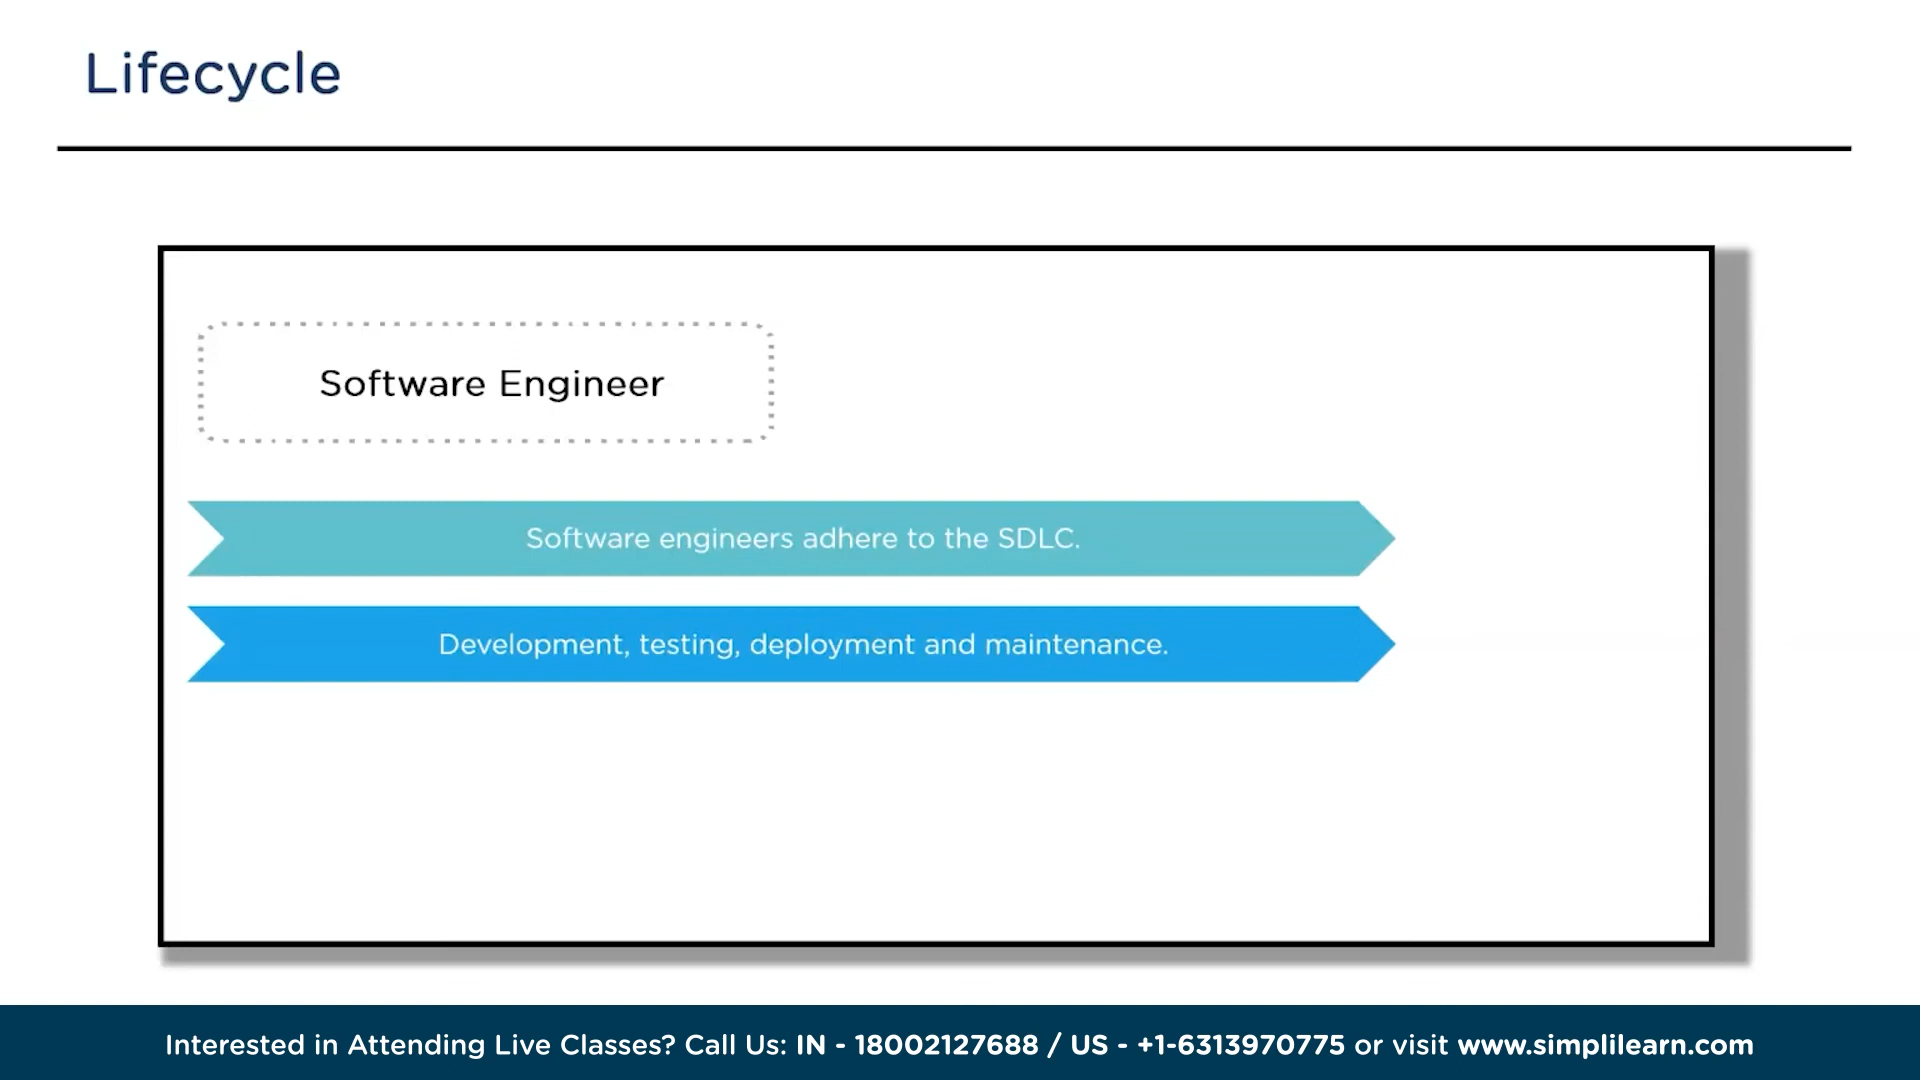 Lifecycle
Software Engineer
Software engineers adhere to the SDLC.
Development, testing, deployment and maintenance.
Interested in Attending Live Classes? Call Us: IN - 18002127688 / US - +1-6313970775 or visit www.simplilearn.com